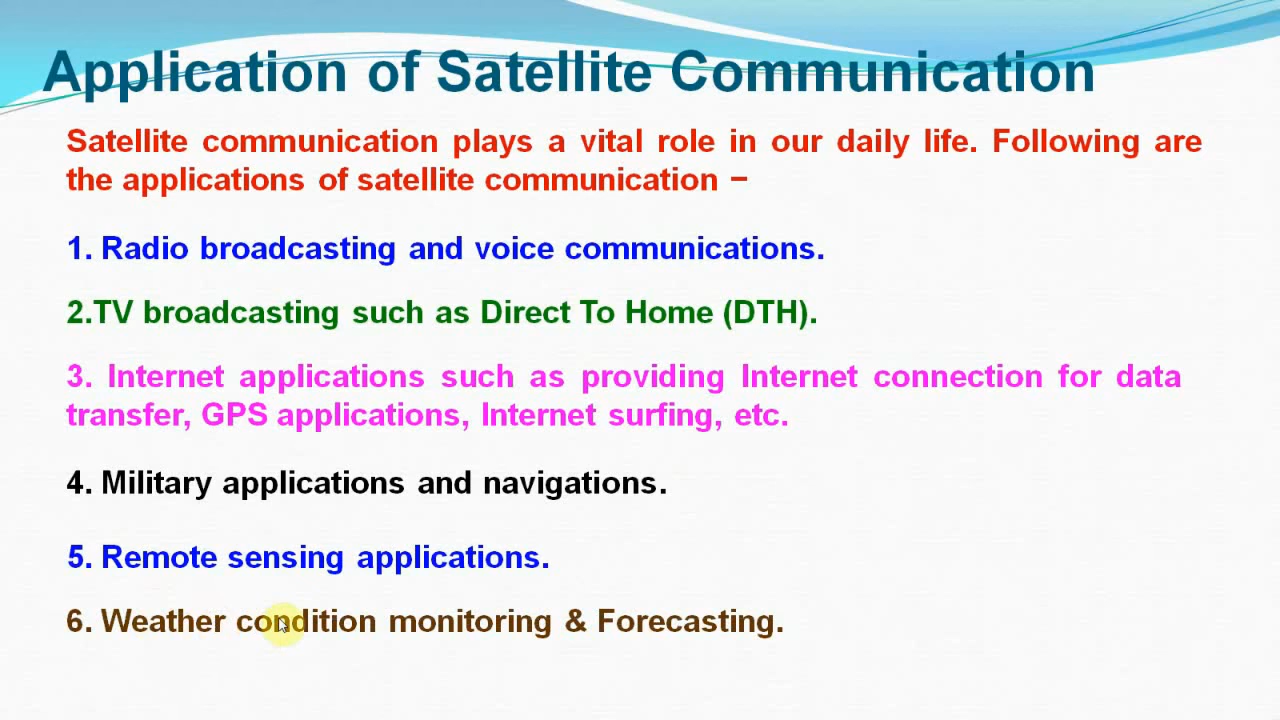 Application of Satellite Communication
Satellite communication plays a vital role in our daily life. Following are
the applications of satellite communication −
1. Radio broadcasting and voice communications.
2.TV broadcasting such as Direct To Home (DTH).
3. Internet applications such as providing Internet connection for data
transfer, GPS applications, Internet surfing, etc.
4. Military applications and navigations.
5. Remote sensing applications.
6. Weather condition monitoring & Forecasting.